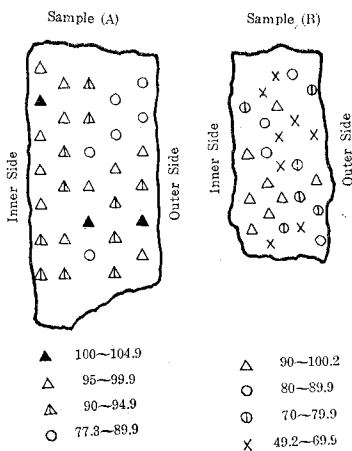 Sample (A)
Sample (B)
Inner Side
Outer Side
Inner Side
Outer Side
100~104.9
95~99.9
90~94.9
77.3~89.9
90~100.2
80~89.9
70~79.9
49.2~69.9